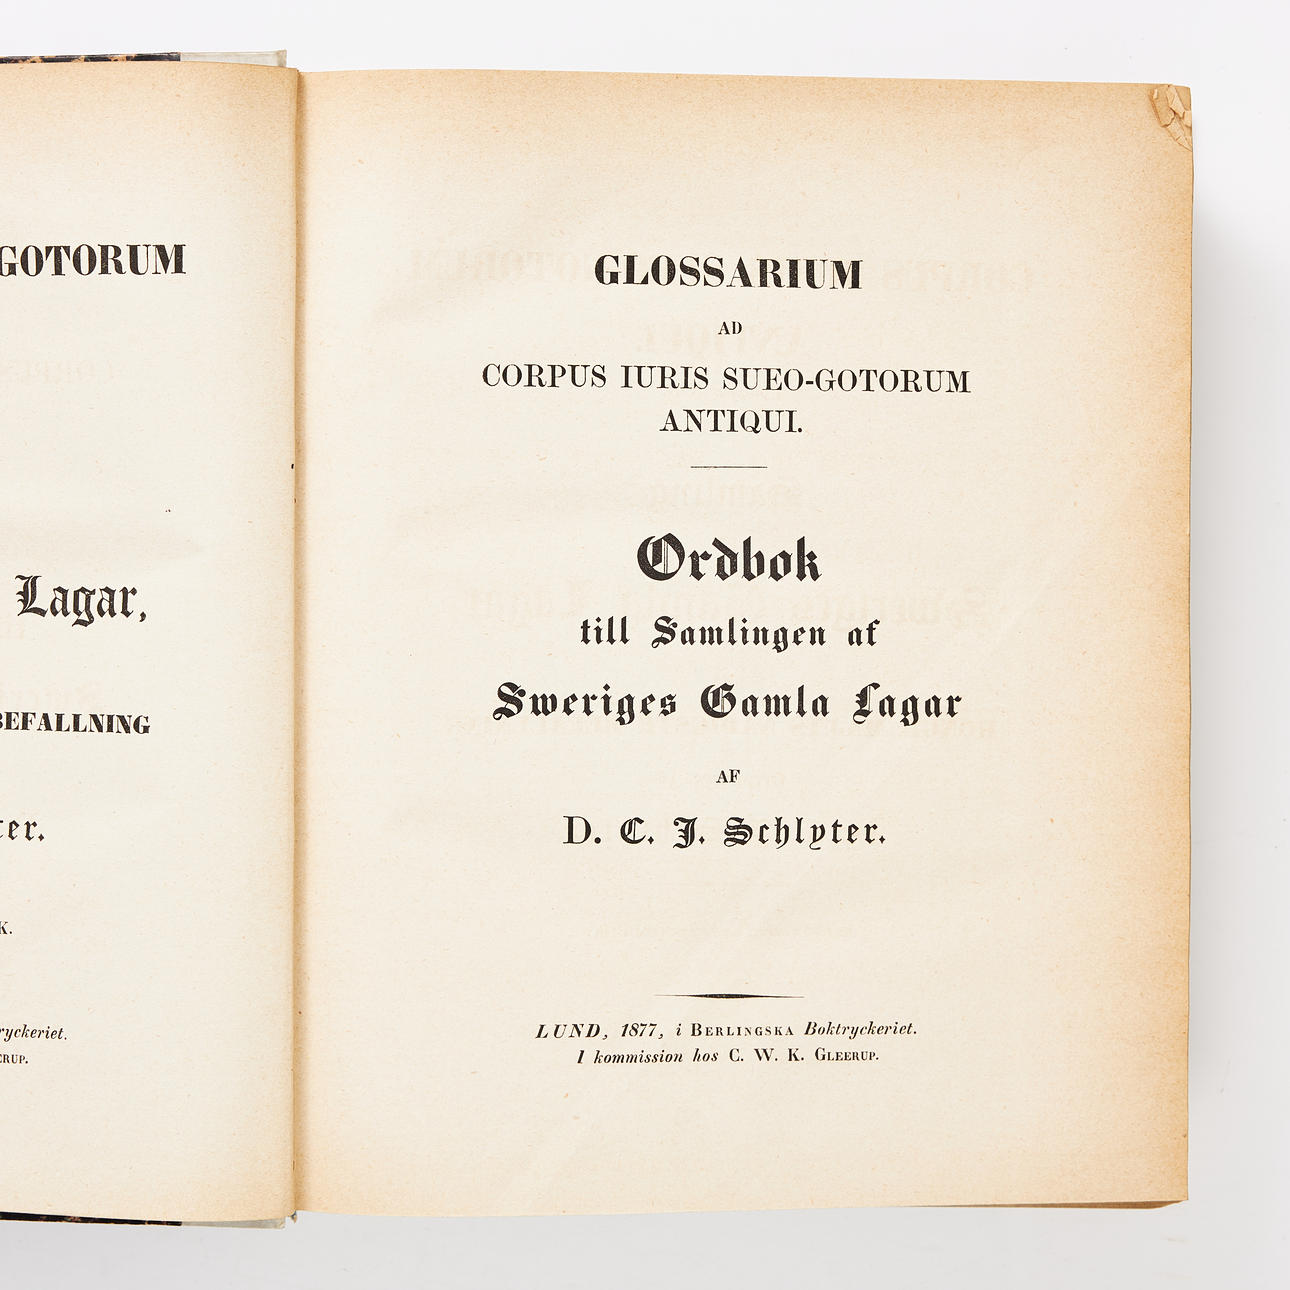 GOTORUM
Lagar,
BEFALLNING
K.
GLOSSARIUM
AD
CORPUS IURIS SUEO-GOTORUM
ANTIQUI.
Ordbok
till Samlingen af
Sweriges Gamla Lagar
AF
D. C. J. Schlyter.
LUND, 1877, i BERLINGSKA Boktryckeriet.
I kommission hos C. W. K. GLEERUP.